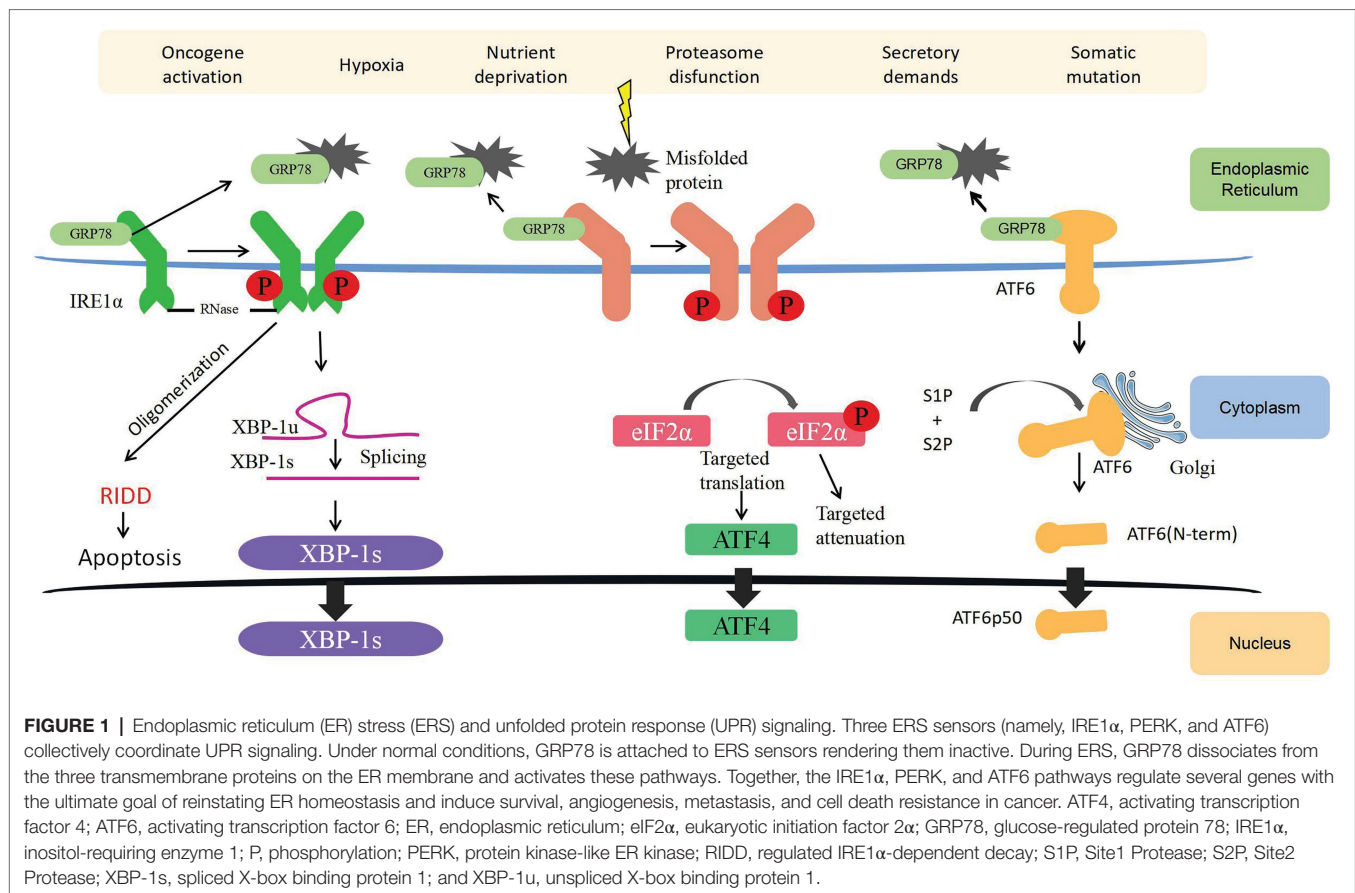 Oncogene
activation
Hypoxia
Nutrient
deprivation
Proteasome
disfunction
Secretory
demands
Somatic
mutation
GRP78
GRP78
Misfolded
protein
GRP78
Endoplasmic
Reticulum
GRP78
GRP78
GRP78
IRE1α
RNase
P
P
P
P
ATF6
Oligomerization
XBP-1u
XBP-1s
Splicing
RIDD
Apoptosis
XBP-1s
XBP-1s
eIF2α
eIF2α
P
Targeted
translation
Targeted
attenuation
ATF4
ATF4
S1P
+
S2P
ATF6
Golgi
Cytoplasm
ATF6(N-term)
ATF6p50
Nucleus
FIGURE 1 | Endoplasmic reticulum (ER) stress (ERS) and unfolded protein response (UPR) signaling. Three ERS sensors (namely, IRE1α, PERK, and ATF6)
collectively coordinate UPR signaling. Under normal conditions, GRP78 is attached to ERS sensors rendering them inactive. During ERS, GRP78 dissociates from
the three transmembrane proteins on the ER membrane and activates these pathways. Together, the IRE1α, PERK, and ATF6 pathways regulate several genes with
the ultimate goal of reinstating ER homeostasis and induce survival, angiogenesis, metastasis, and cell death resistance in cancer. ATF4, activating transcription
factor 4; ATF6, activating transcription factor 6; ER, endoplasmic reticulum; eIF2α, eukaryotic initiation factor 2α; GRP78, glucose-regulated protein 78; IRE1α,
inositol-requiring enzyme 1; P, phosphorylation; PERK, protein kinase-like ER kinase; RIDD, regulated IRE1α-dependent decay; S1P, Site1 Protease; S2P, Site2
Protease; XBP-1s, spliced X-box binding protein 1; and XBP-1u, unspliced X-box binding protein 1.